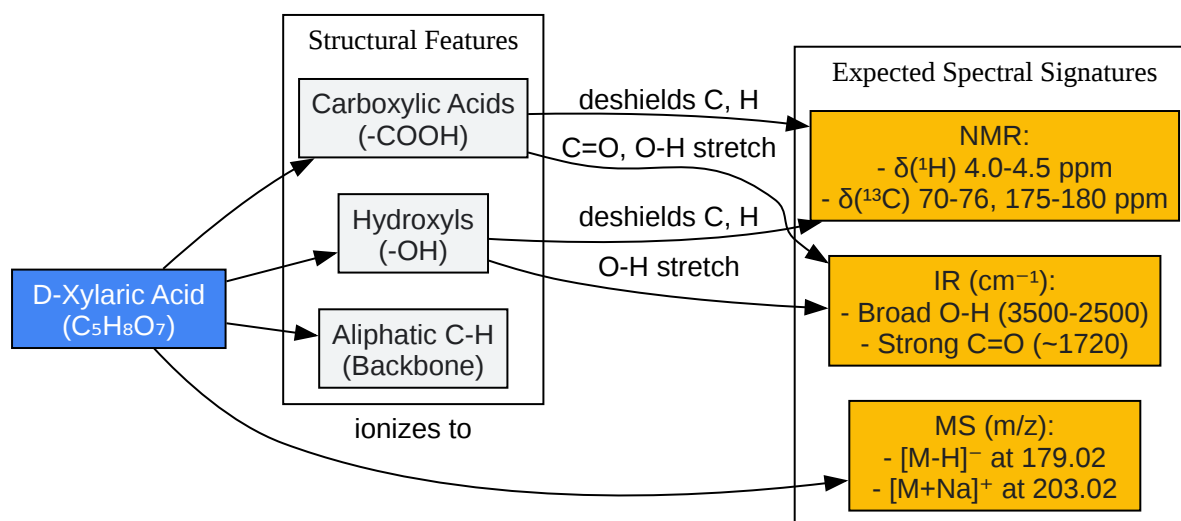 Structural Features
Carboxylic Acids
(-COOH)
Hydroxyls
(-OH)
Aliphatic C-H
(Backbone)
D-Xylaric Acid
(C₅H₈O₇)
deshields C, H
C=O, O-H stretch
deshields C, H
O-H stretch
ionizes to
Expected Spectral Signatures
NMR:
- δ(¹H) 4.0-4.5 ppm
- δ(¹³C) 70-76, 175-180 ppm
IR (cm⁻¹):
- Broad O-H (3500-2500)
- Strong C=O (~1720)
MS (m/z):
- [M-H]⁻ at 179.02
- [M+Na]⁺ at 203.02